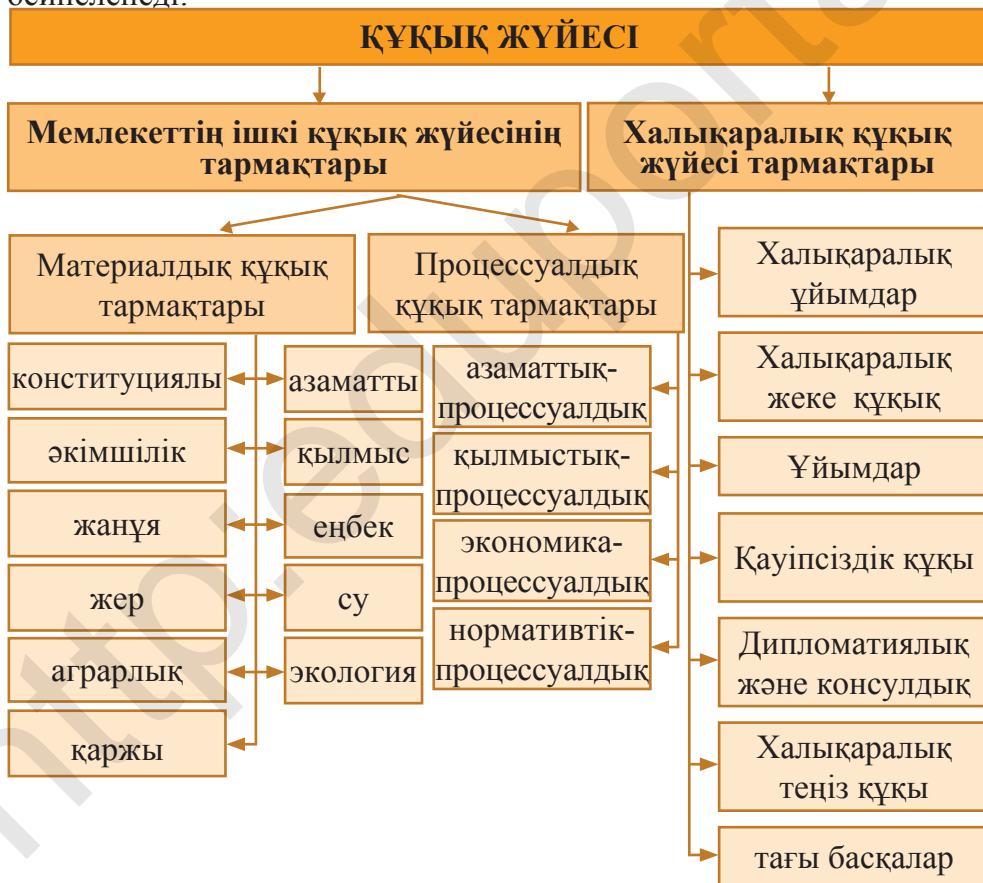 бейнеленеді.
ҚҰҚЫҚ ЖҮЙЕСІ
Мемлекеттің ішкі құқық жүйесінің
тармақтары
Халықаралық құқық
жүйесі тармақтары
Материалдық құқық
тармақтары
Процессуалдық
құқық тармақтары
конституциялы
азаматты
әкімшілік
қылмыс
жанұя
еңбек
жер
су
аграрлық
экология
қаржы
азаматтық-
процессуалдық
қылмыстық-
процессуалдық
экономика-
процессуалдық
нормативтік-
процессуалдық
Халықаралық
ұйымдар
Халықаралық
жеке құқық
Ұйымдар
Қауіпсіздік құқы
Дипломатиялық
және консулдық
Халықаралық
теңіз құқы
тағы басқалар